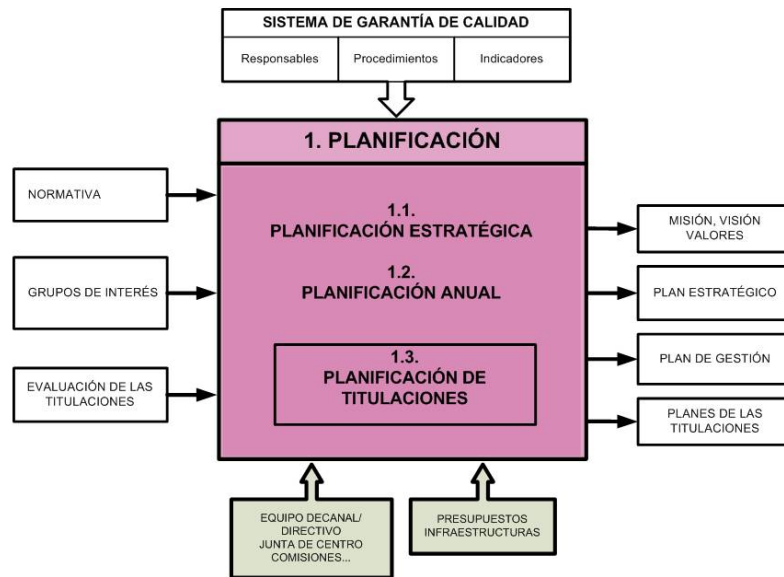 SISTEMA DE GARANTÍA DE CALIDAD
Responsables
Procedimientos
Indicadores
1. PLANIFICACIÓN
NORMATIVA
GRUPOS DE INTERÉS
EVALUACIÓN DE LAS
TITULACIONES
1.1.
PLANIFICACIÓN ESTRATÉGICA
1.2.
PLANIFICACIÓN ANUAL
1.3.
PLANIFICACIÓN DE
TITULACIONES
MISIÓN, VISIÓN
VALORES
PLAN ESTRATÉGICO
PLAN DE GESTIÓN
PLANES DE LAS
TITULACIONES
EQUIPO DECANAL/
DIRECTIVO
JUNTA DE CENTRO
COMISIONES...
PRESUPUESTOS
INFRAESTRUCTURAS